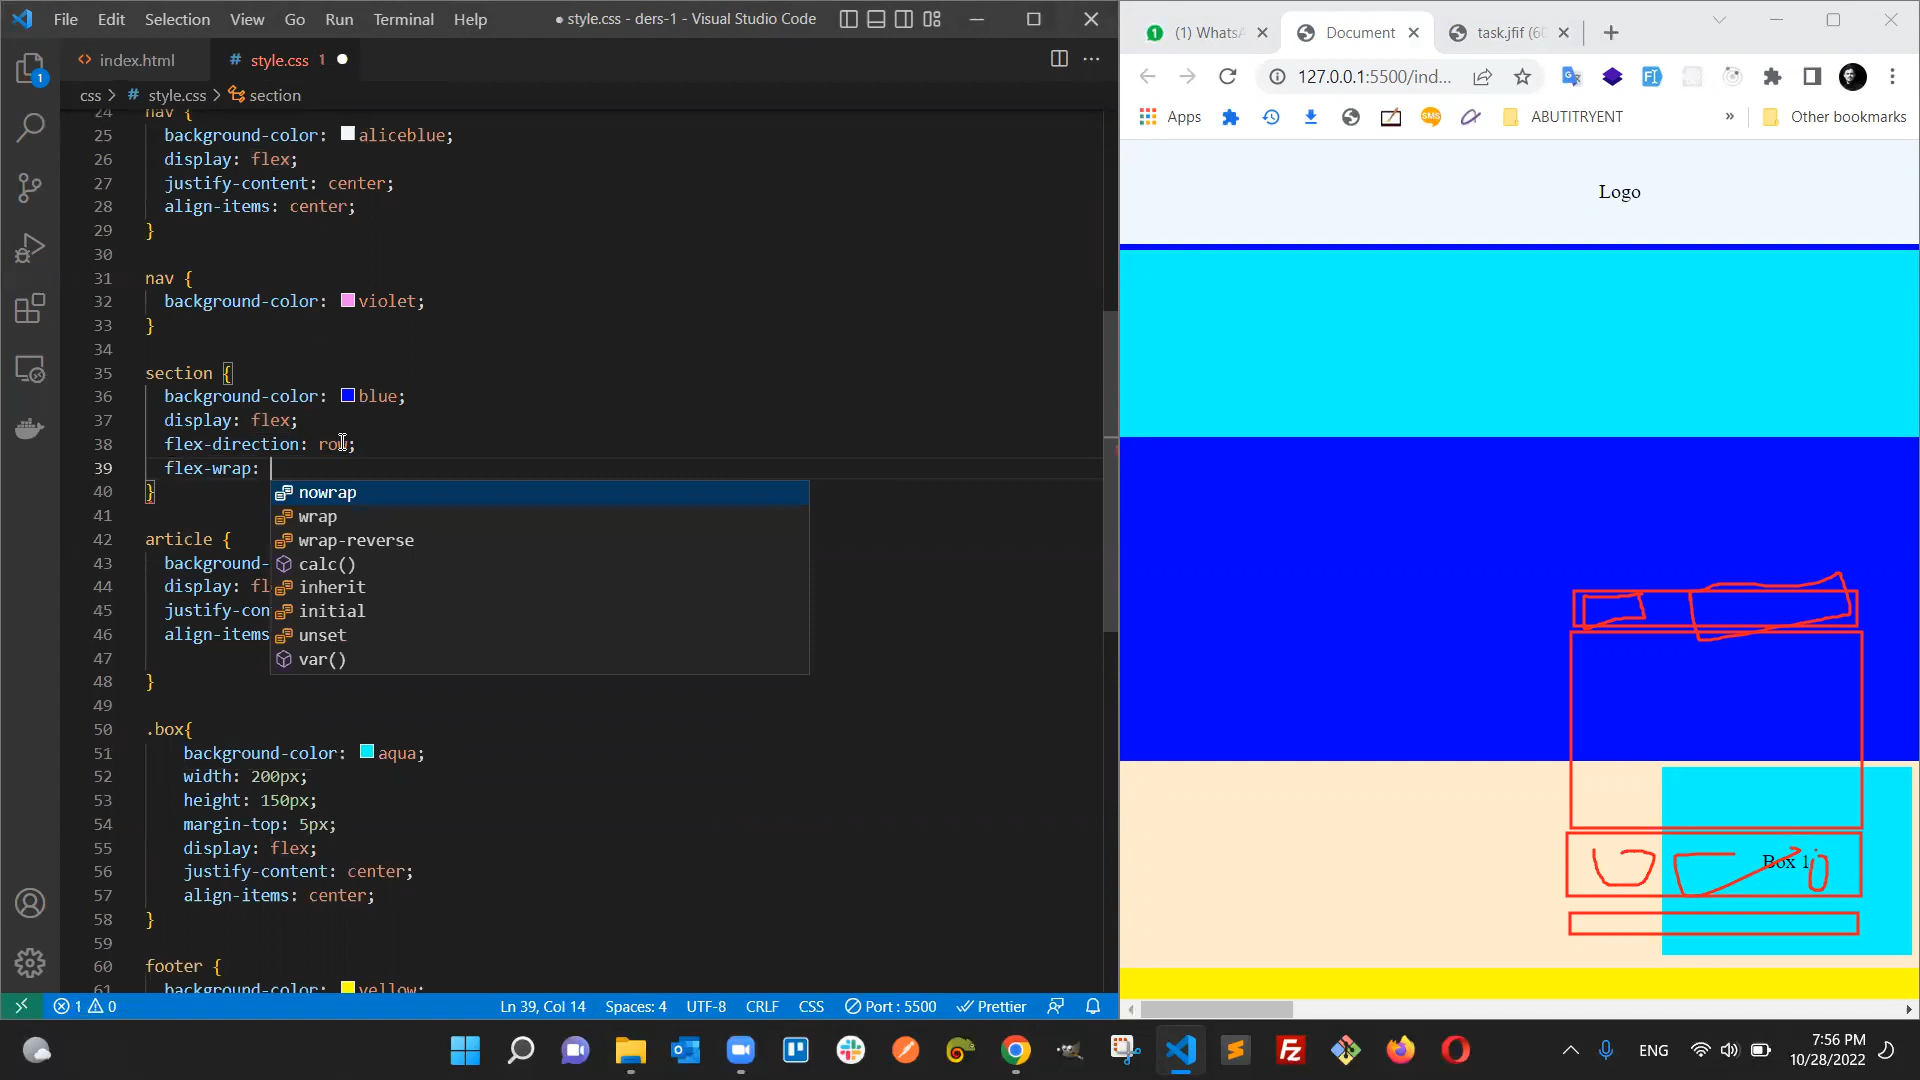 File Edit Selection View Go Run Terminal Help
● style.css - ders-1 - Visual Studio Code
index.html
# style.css 1 ●
css > # style.css > section
24 nav {
25 background-color: aliceblue;
26 display: flex;
27 justify-content: center;
28 align-items: center;
29 }
30
31 nav {
32 background-color: violet;
33 }
34
35 section {
36 background-color: blue;
37 display: flex;
38 flex-direction: row;
39 flex-wrap:
40 }
nowrap
wrap
wrap-reverse
calc()
inherit
initial
unset
var()
41
42 article {
43 background-
44 display: fl
45 justify-con
46 align-items
47
48 }
49
50 .box{
51 background-color: aqua;
52 width: 200px;
53 height: 150px;
54 margin-top: 5px;
55 display: flex;
56 justify-content: center;
57 align-items: center;
58 }
59
60 footer {
61 background-color: yellow;
1 0
Ln 39, Col 14 Spaces: 4 UTF-8 CRLF CSS Port : 5500 Prettier
1
(1) WhatsA
Document
task.jfif (60
127.0.0.1:5500/ind...
Apps
SMS
ABUTITRYENT
»
Other bookmarks
Logo
Box 1
ENG
7:56 PM
10/28/2022